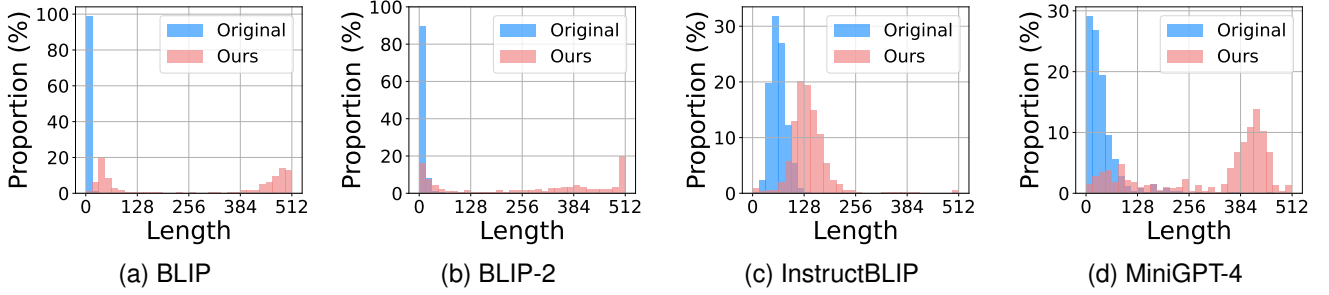 Proportion (%)
100
80
60
40
20
0
Original
Ours
0 128 256 384 512
Length
(a) BLIP
Proportion (%)
100
80
60
40
20
0
Original
Ours
0 128 256 384 512
Length
(b) BLIP-2
Proportion (%)
30
20
10
0
Original
Ours
0 128 256 384 512
Length
(c) InstructBLIP
Proportion (%)
30
20
10
0
Original
Ours
0 128 256 384 512
Length
(d) MiniGPT-4